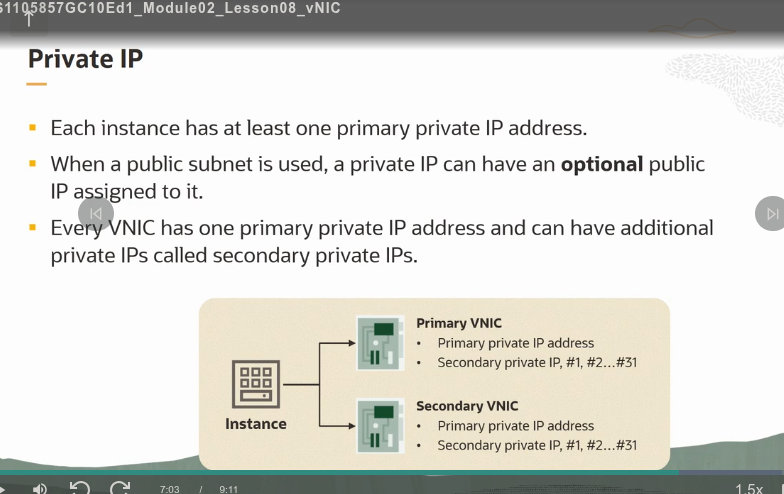 S1105857GC10Ed1_Module02_Lesson08_vNIC
Private IP
Each instance has at least one primary private IP address.
When a public subnet is used, a private IP can have an optional public
IP assigned to it.
Every VNIC has one primary private IP address and can have additional
private IPs called secondary private IPs.
Primary VNIC
• Primary private IP address
• Secondary private IP, #1, #2...#31
Instance
Secondary VNIC
• Primary private IP address
• Secondary private IP, #1, #2...#31
7:03 / 9:11
1.5x